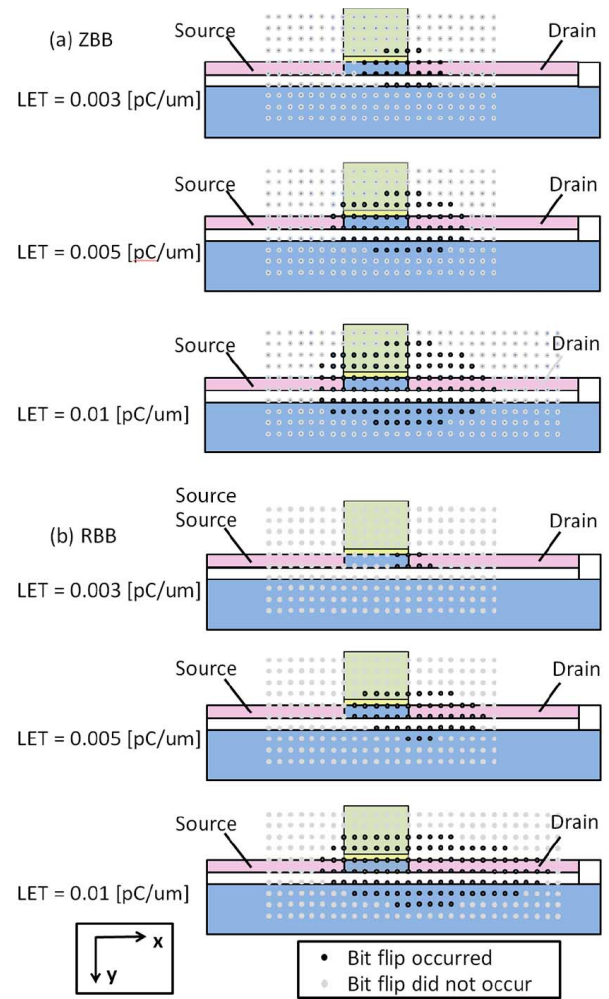 (a) ZBB
Source
Drain
LET = 0.003 [pC/um]
Source
Drain
LET = 0.005 [pC/um]
Source
Drain
LET = 0.01 [pC/um]
Source
(b) RBB
Source
Drain
LET = 0.003 [pC/um]
Source
Drain
LET = 0.005 [pC/um]
Source
Drain
LET = 0.01 [pC/um]
x
y
Bit flip occurred
Bit flip did not occur